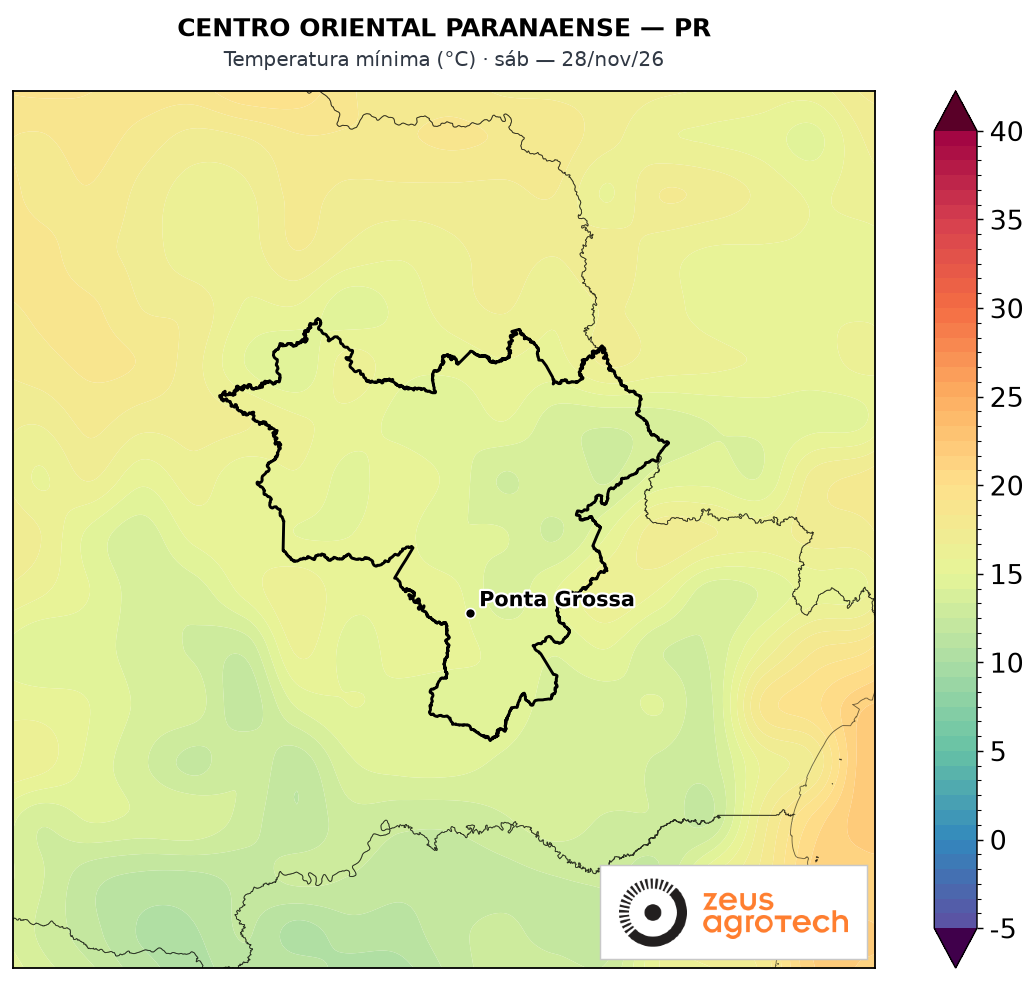 CENTRO ORIENTAL PARANAENSE — PR
Temperatura mínima (°C) · sáb — 28/nov/26
40
35
30
25
20
15
10
5
0
-5
Ponta Grossa
zeus
agrotech